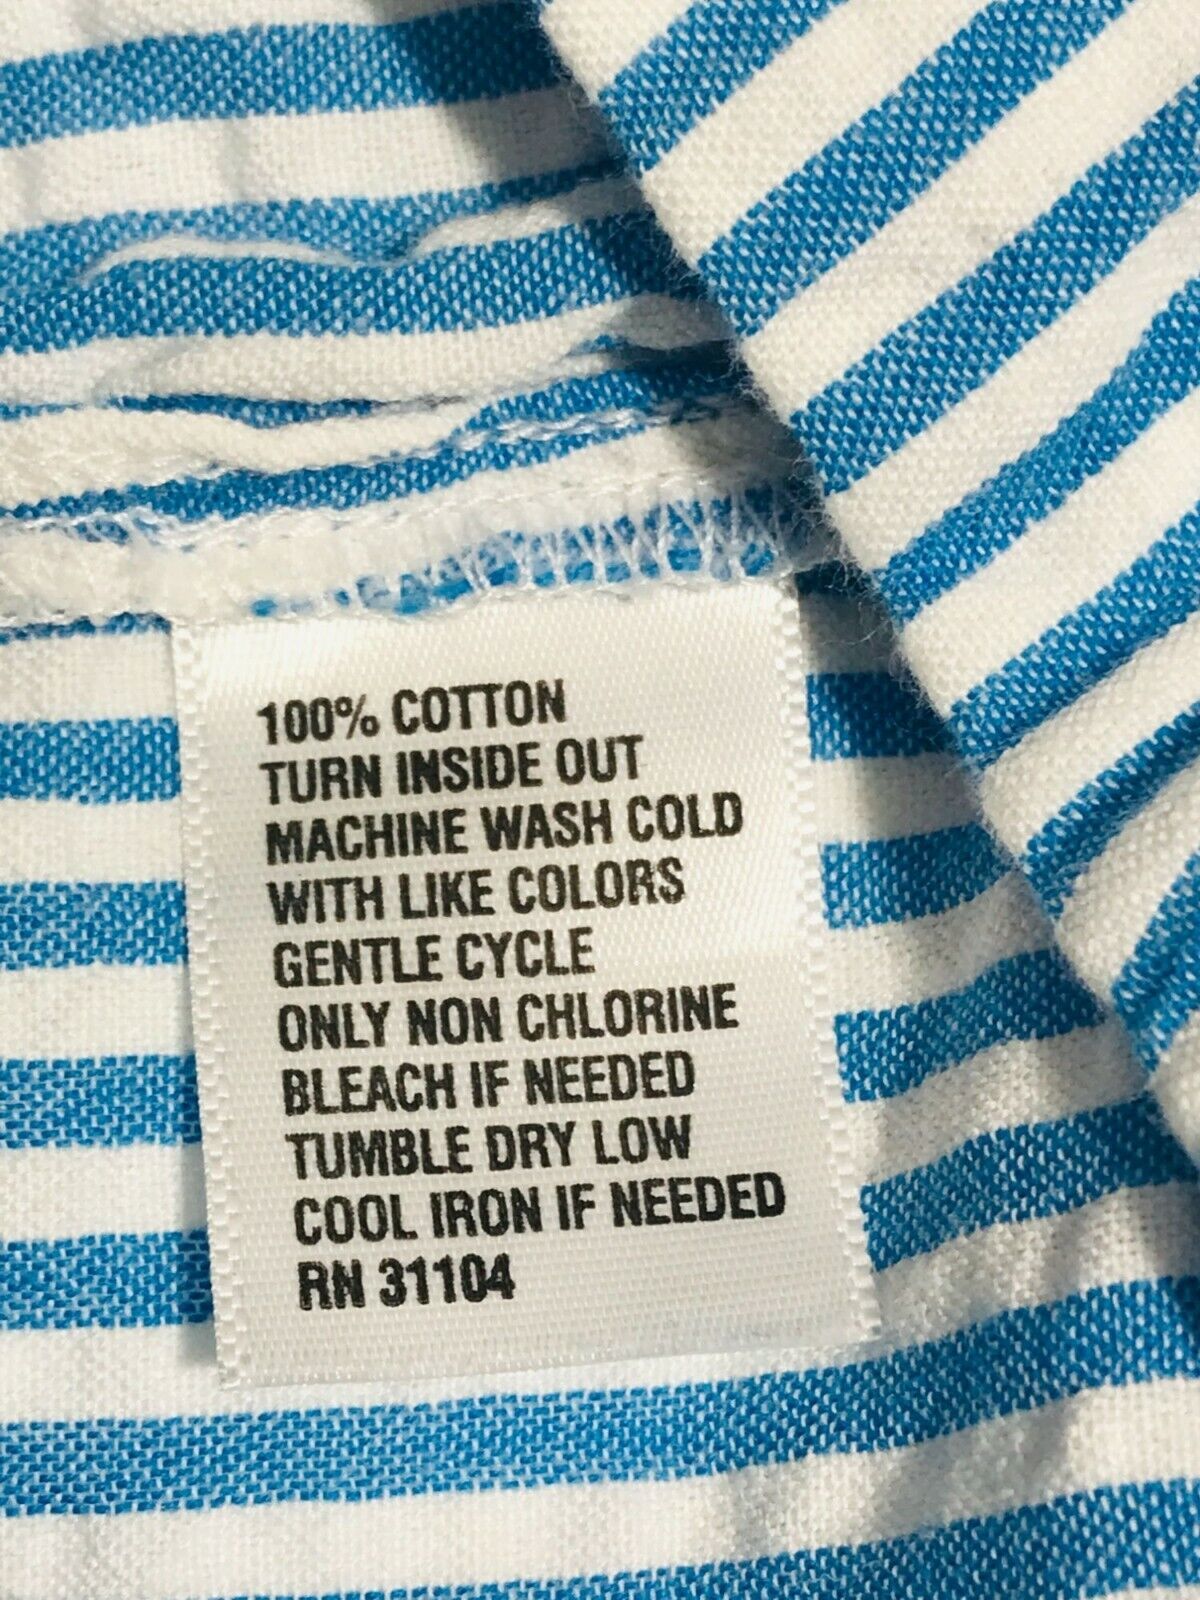 100% COTTON
TURN INSIDE OUT
MACHINE WASH COLD
WITH LIKE COLORS
GENTLE CYCLE
ONLY NON CHLORINE
BLEACH IF NEEDED
TUMBLE DRY LOW
COOL IRON IF NEEDED
RN 31104